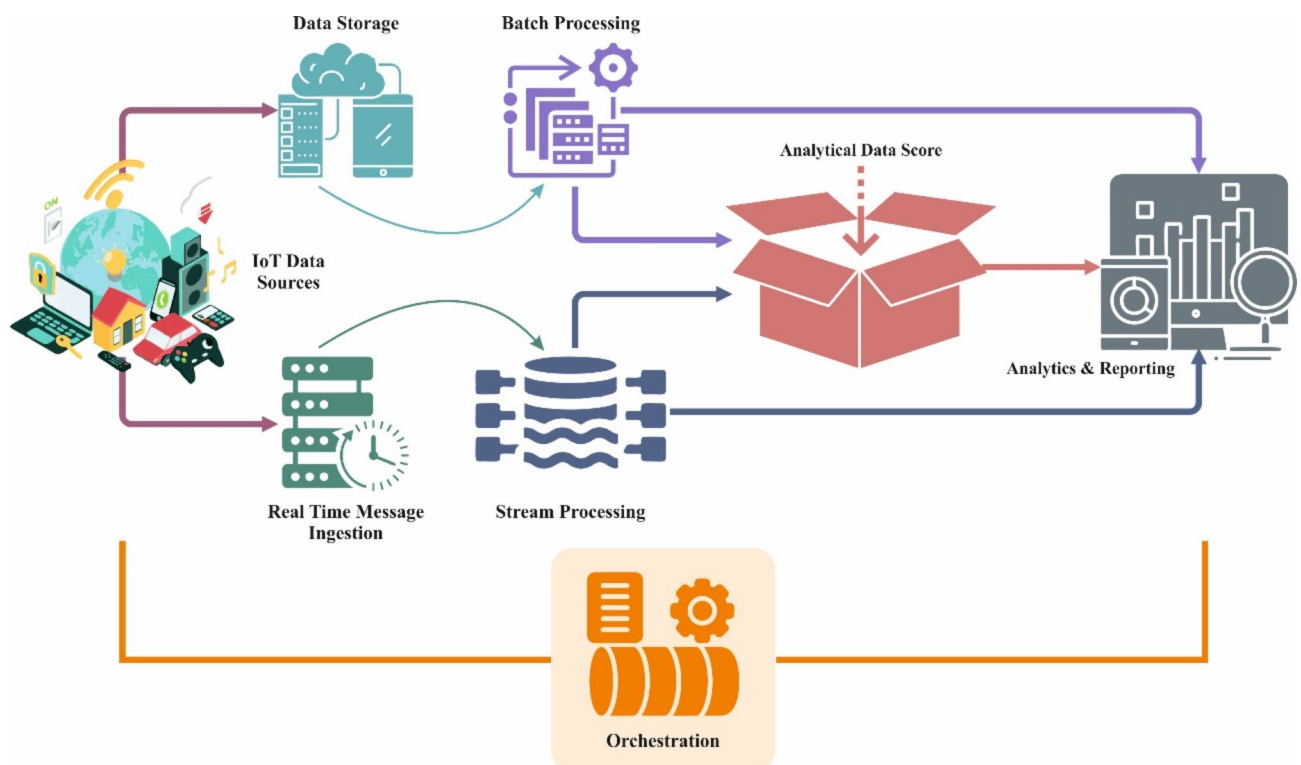 Data Storage
Batch Processing
Analytical Data Score
ON
IoT Data
Sources
Analytics & Reporting
Real Time Message
Ingestion
Stream Processing
Orchestration